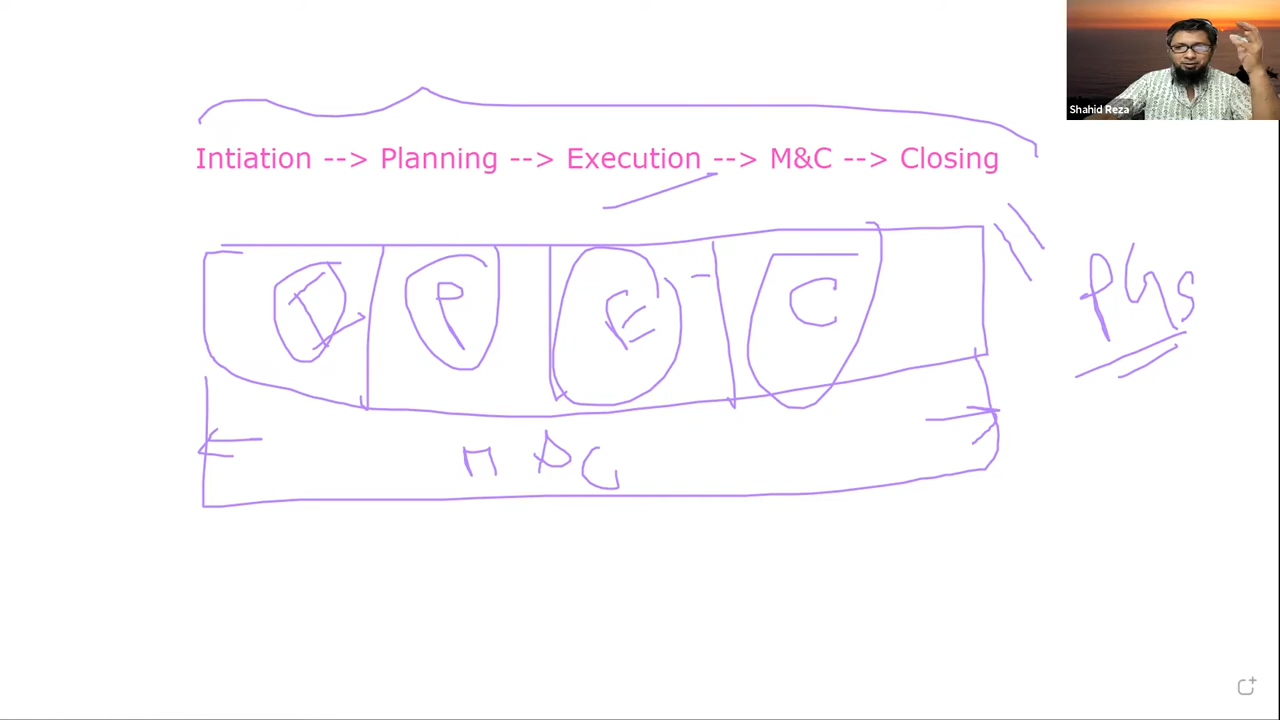 Shahid Reza
Intiation --> Planning --> Execution --> M&C --> Closing
I P E C
PGs
M & C